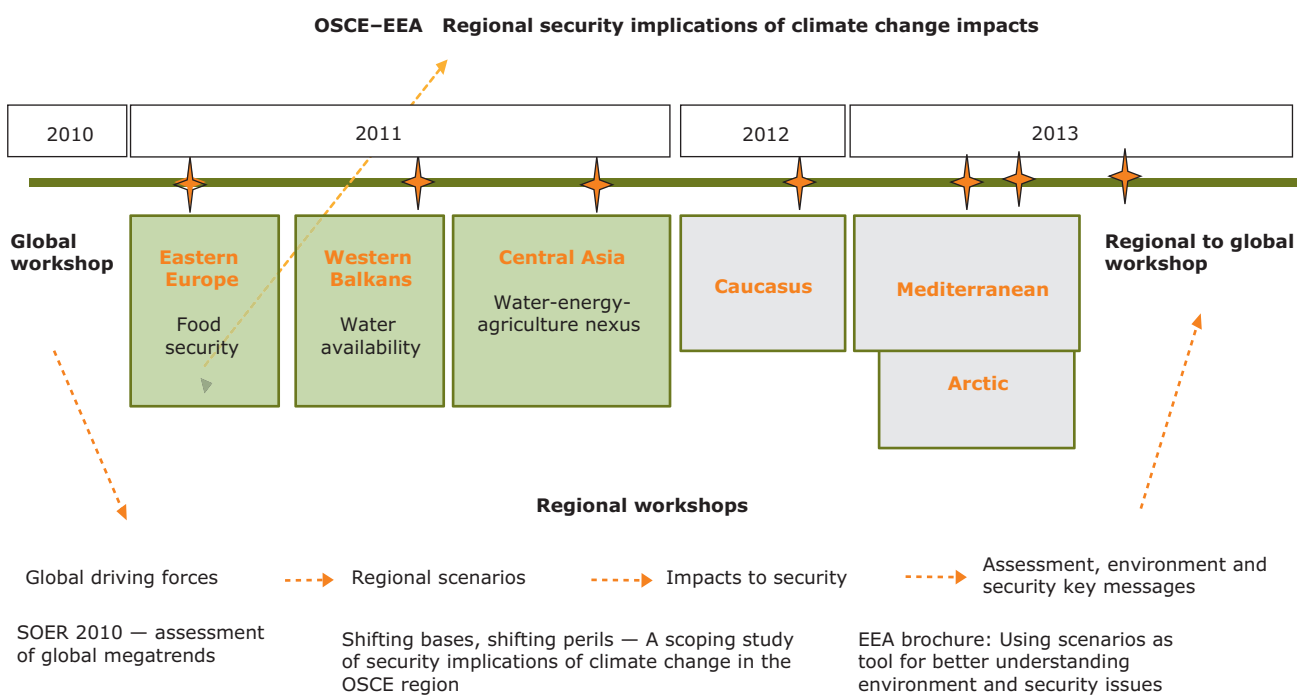 OSCE–EEA Regional security implications of climate change impacts
2010
2011
2012
2013
Global
workshop
Eastern
Europe
Food
security
Western
Balkans
Water
availability
Central Asia
Water-energy-
agriculture nexus
Caucasus
Mediterranean
Arctic
Regional to global
workshop
Regional workshops
Global driving forces
Regional scenarios
Impacts to security
Assessment, environment and
security key messages
SOER 2010 — assessment
of global megatrends
Shifting bases, shifting perils — A scoping study
of security implications of climate change in the
OSCE region
EEA brochure: Using scenarios as
tool for better understanding
environment and security issues